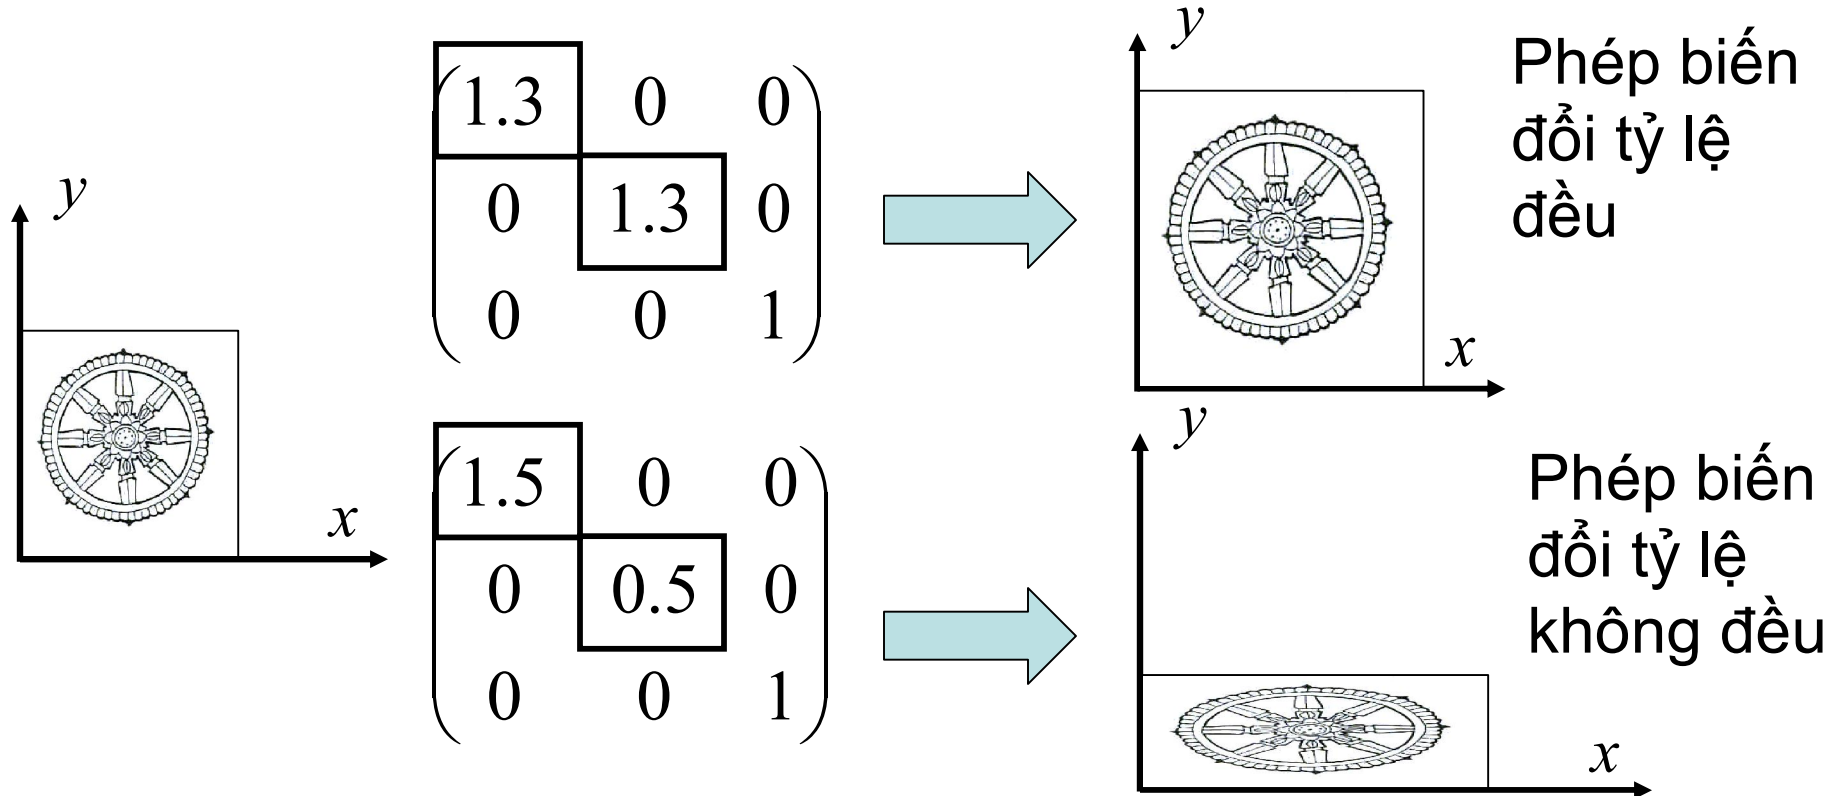 y
x
1.3 0 0
0 1.3 0
0 0 1
y
x
Phép biến
đổi tỷ lệ
đều
1.5 0 0
0 0.5 0
0 0 1
y
x
Phép biến
đổi tỷ lệ
không đều